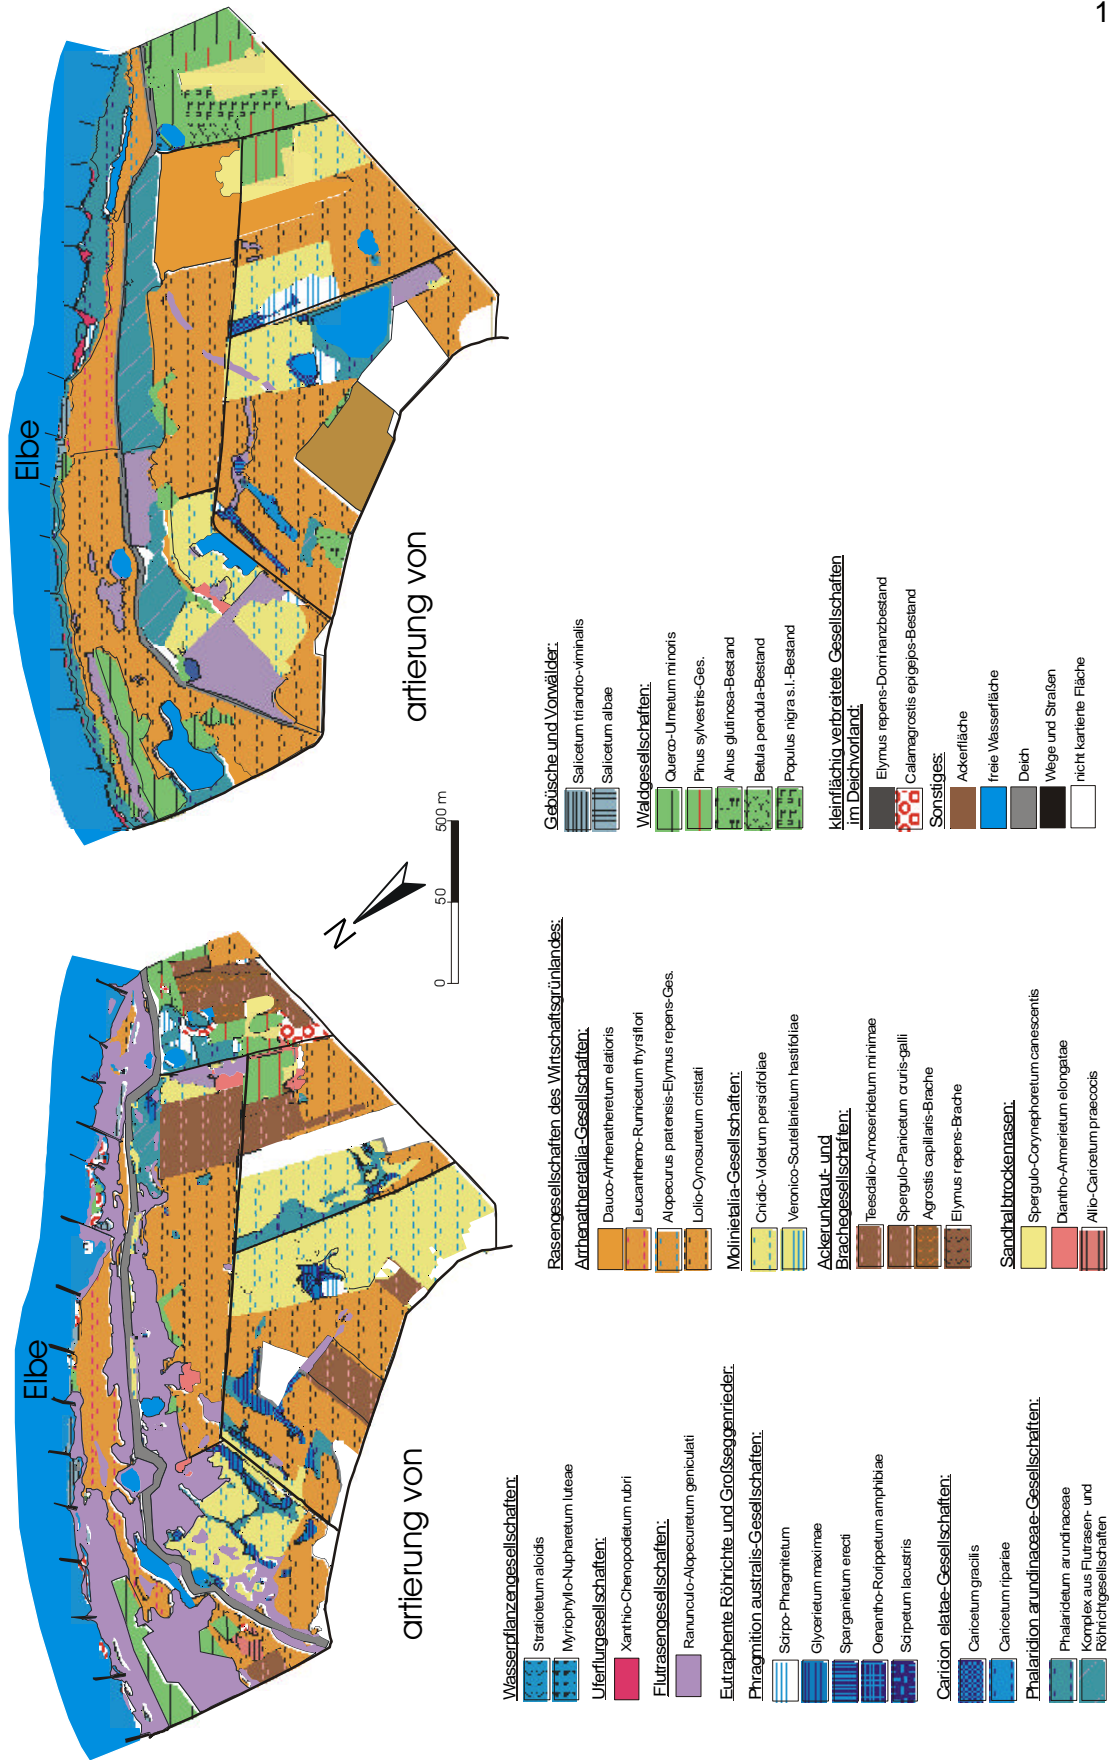 1
Elbe
artierung von
Elbe
artierung von
N
0
50
500 m
Wasserpflanzengesellschaften:
Stratiotetum aloidis
Myriophyllo-Nupharetum luteae
Uferflurgesellschaften:
Xanthio-Chenopodietum rubri
Flutrasengesellschaften:
Ranunculo-Alopecuretum geniculati
Eutraphente Röhrichte und Großseggenrieder:
Phragmition australis-Gesellschaften:
Scirpo-Phragmitetum
Glycerietum maximae
Sparganietum erecti
Oenantho-Rorippetum amphibiae
Scirpetum lacustris
Caricion elatae-Gesellschaften:
Caricetum gracilis
Caricetum ripariae
Phalaridion arundinaceae-Gesellschaften:
Phalaridetum arundinaceae
Komplex aus Flutrasen- und
Röhrichtgesellschaften
Rasengesellschaften des Wirtschaftsgrünlandes:
Arrhenatheretalia-Gesellschaften:
Dauco-Arrhenatheretum elatioris
Leucanthemo-Rumicetum thyrsiflori
Alopecurus pratensis-Elymus repens-Ges.
Lolio-Cynosuretum cristati
Molinietalia-Gesellschaften:
Cnidio-Violetum persicifoliae
Veronico-Scutellarietum hastifoliae
Ackerunkraut- und
Brachegesellschaften:
Teesdalio-Arnoseridetum minimae
Spergulo-Panicetum cruris-galli
Agrostis capillaris-Brache
Elymus repens-Brache
Sandhalbtrockenrasen:
Spergulo-Corynephoretum canescentis
Diantho-Armerietum elongatae
Allio-Caricetum praecocis
Gebüsche und Vorwälder:
Salicetum triandro-viminalis
Salicetum albae
Waldgesellschaften:
Querco-Ulmetum minoris
Pinus sylvestris-Ges.
Alnus glutinosa-Bestand
Betula pendula-Bestand
Populus nigra s.l.-Bestand
kleinflächig verbreitete Gesellschaften
im Deichvorland:
Elymus repens-Dominanzbestand
Calamagrostis epigejos-Bestand
Sonstiges:
Ackerfläche
freie Wasserfläche
Deich
Wege und Straßen
nicht kartierte Fläche